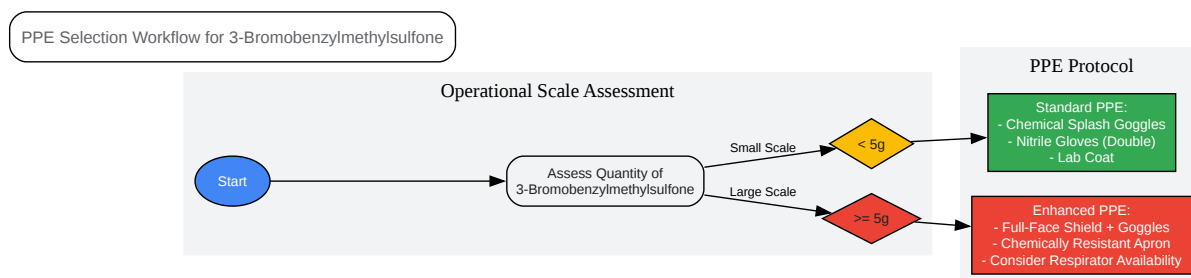 PPE Selection Workflow for 3-Bromobenzylmethylsulfone
Operational Scale Assessment
Start
Assess Quantity of
3-Bromobenzylmethylsulfone
Small Scale
Large Scale
< 5g
>= 5g
PPE Protocol
Standard PPE:
- Chemical Splash Goggles
- Nitrile Gloves (Double)
- Lab Coat
Enhanced PPE:
- Full-Face Shield + Goggles
- Chemically Resistant Apron
- Consider Respirator Availability